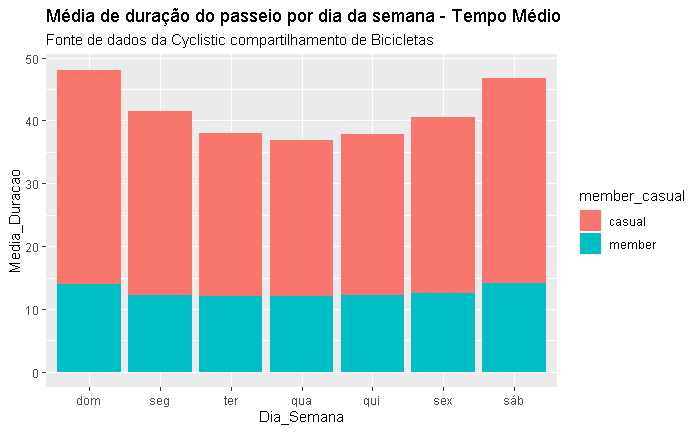 Média de duração do passeio por dia da semana - Tempo Médio
Fonte de dados da Cyclistic compartilhamento de Bicicletas
50
40
30
20
10
0
Media_Duracao
dom seg ter qua qui sex sáb
Dia_Semana
member_casual
casual
member